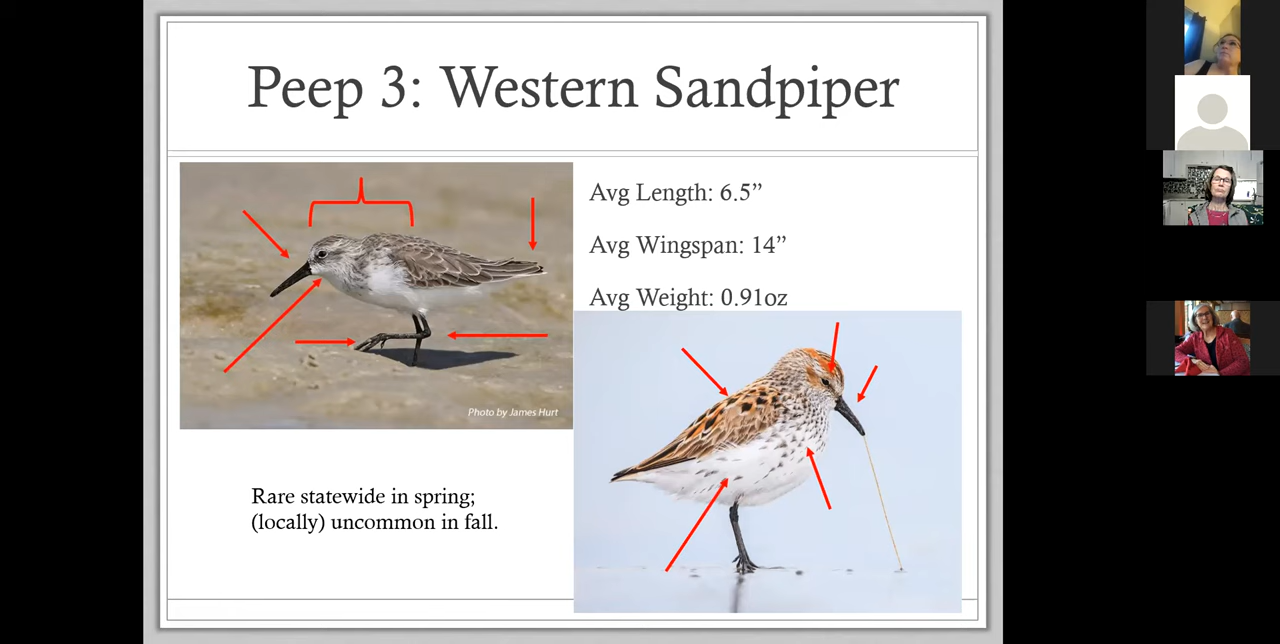 Peep 3: Western Sandpiper
Avg Length: 6.5”
Avg Wingspan: 14”
Avg Weight: 0.91oz
Photo by James Hurt
Rare statewide in spring;
(locally) uncommon in fall.